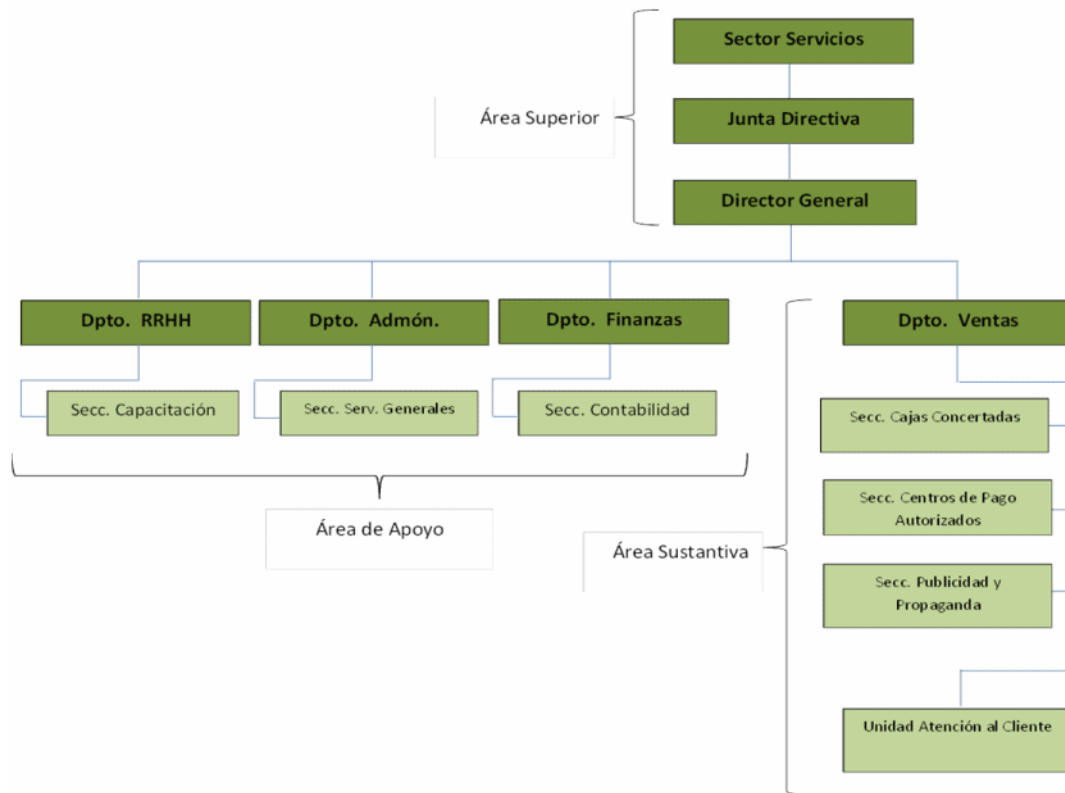 Sector Servicios
Área Superior
Junta Directiva
Director General
Dpto. RRHH
Dpto. Admón.
Dpto. Finanzas
Dpto. Ventas
Secc. Capacitación
Secc. Serv. Generales
Secc. Contabilidad
Secc. Cajas Concertadas
Secc. Centros de Pago
Autorizados
Área de Apoyo
Área Sustantiva
Secc. Publicidad y
Propaganda
Unidad Atención al Cliente